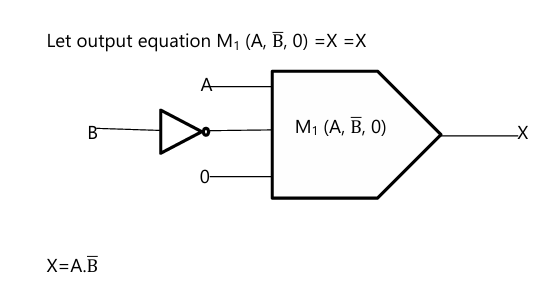 Let output equation M₁ (A, B̅, 0) =X =X
A
B
M₁ (A, B̅, 0)
X
0
X=A.B̅